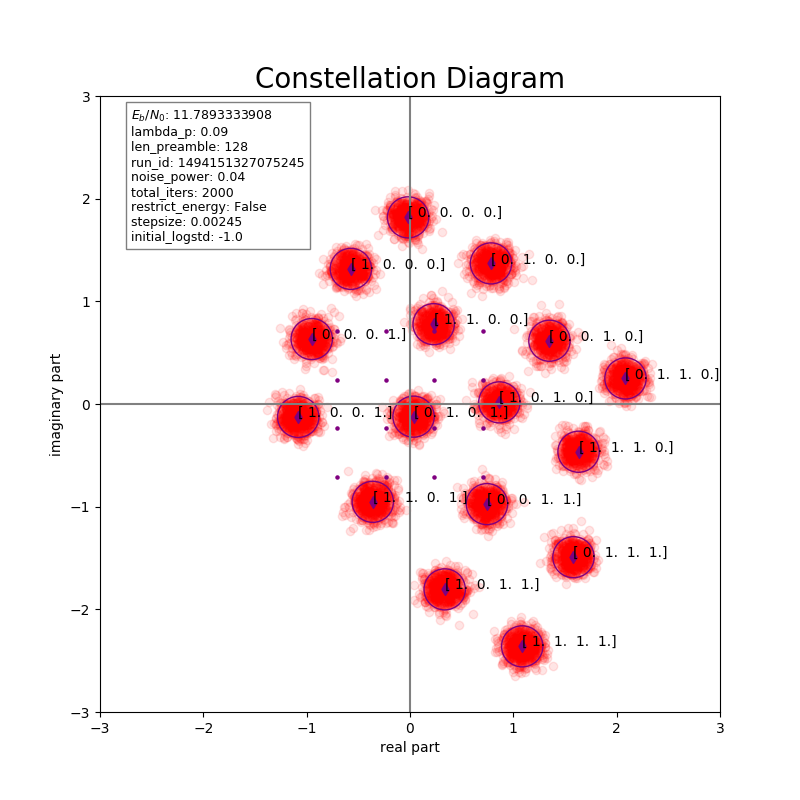 Constellation Diagram
E_b/N_0: 11.7893333908
lambda_p: 0.09
len_preamble: 128
run_id: 1494151327075245
noise_power: 0.04
total_iters: 2000
restrict_energy: False
stepsize: 0.00245
initial_logstd: -1.0
3
2
1
0
−1
−2
−3
imaginary part
[ 0. 0. 0. 0.]
[ 1. 0. 0. 0.]
[ 0. 1. 0. 0.]
[ 1. 1. 0. 0.]
[ 0. 0. 0. 1.]
[ 0. 0. 1. 0.]
[ 0. 1. 1. 0.]
[ 1. 0. 1. 0.]
[ 1. 0. 0. 1.]
[ 0. 1. 0. 1.]
[ 1. 1. 1. 0.]
[ 1. 1. 0. 1.]
[ 0. 0. 1. 1.]
[ 0. 1. 1. 1.]
[ 1. 0. 1. 1.]
[ 1. 1. 1. 1.]
−3 −2 −1 0 1 2 3
real part